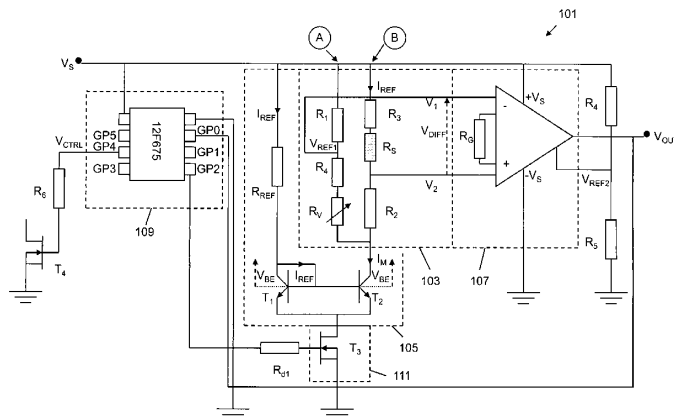 101
A B
VS
IREF
IREF
R1
R3
V1
+VS
R4
12F675
GP5 GP0
VCTRL GP4 GP1
GP3 GP2
VREF1
RS
VDIFF
RG
-
+
VOU
RREF
R4
V2
-VS
VREF2
R6
RV
R2
R5
109
T4
IM
VBE IREF VBE
103 107
T1 T2
T3
105
Rd1
111